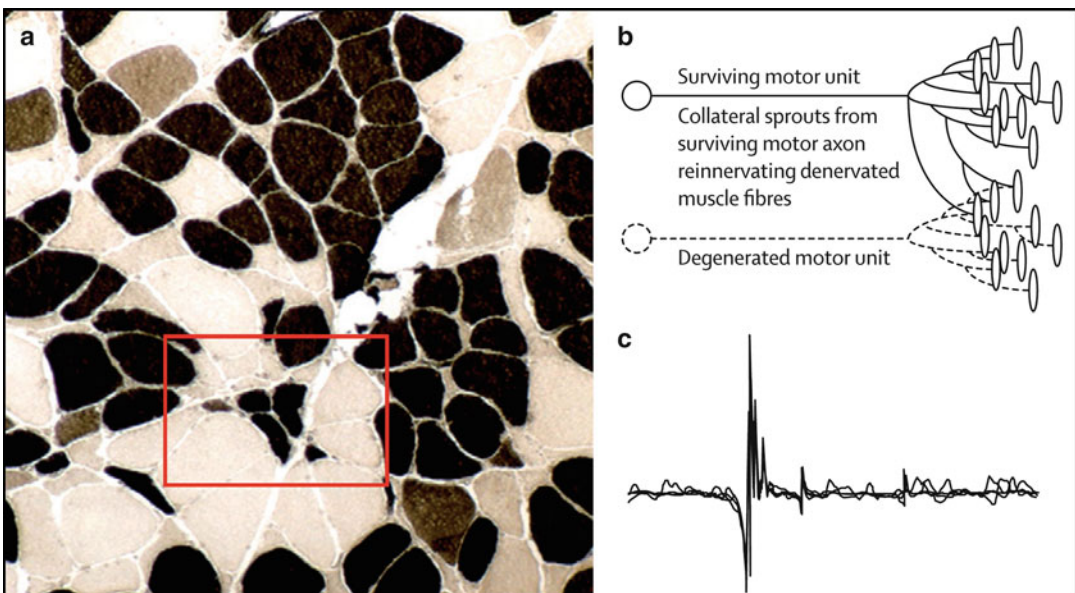 a
b
Surviving motor unit
Collateral sprouts from
surviving motor axon
reinnervating denervated
muscle fibres
Degenerated motor unit
c